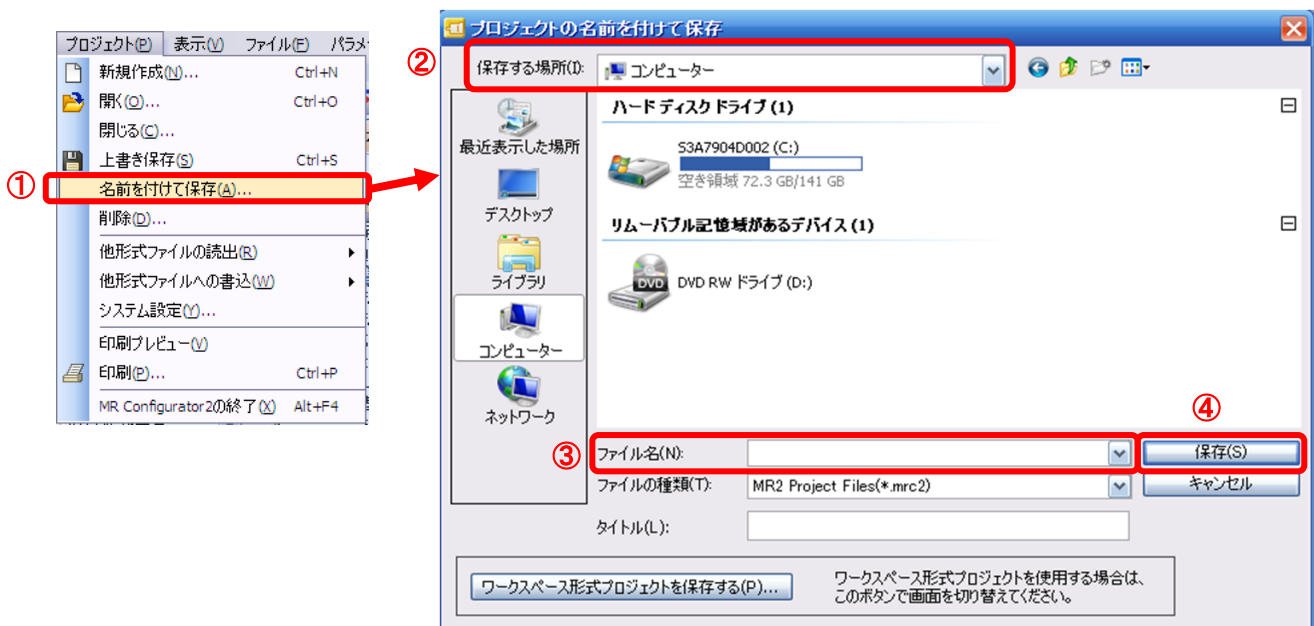 プロジェクト(P) 表示(V) ファイル(F) パラメ
新規作成(N)... Ctrl+N
開く(O)... Ctrl+O
閉じる(C)...
上書き保存(S) Ctrl+S
①
名前を付けて保存(A)...
削除(D)...
他形式ファイルの読出(R)
他形式ファイルへの書込(W)
システム設定(Y)...
印刷プレビュー(V)
印刷(P)... Ctrl+P
MR Configurator2の終了(X) Alt+F4
プロジェクトの名前を付けて保存
②
保存する場所(I): コンピューター
最近表示した場所
デスクトップ
ライブラリ
コンピューター
ネットワーク
ハード ディスク ドライブ (1)
S3A7904D002 (C:)
空き領域 72.3 GB/141 GB
リムーバブル記憶域があるデバイス (1)
DVD
DVD RW ドライブ (D:)
③
ファイル名(N):
④
保存(S)
ファイルの種類(T): MR2 Project Files(*.mrc2)
キャンセル
タイトル(L):
ワークスペース形式プロジェクトを保存する(P)...
ワークスペース形式プロジェクトを使用する場合は、
このボタンで画面を切り替えてください。